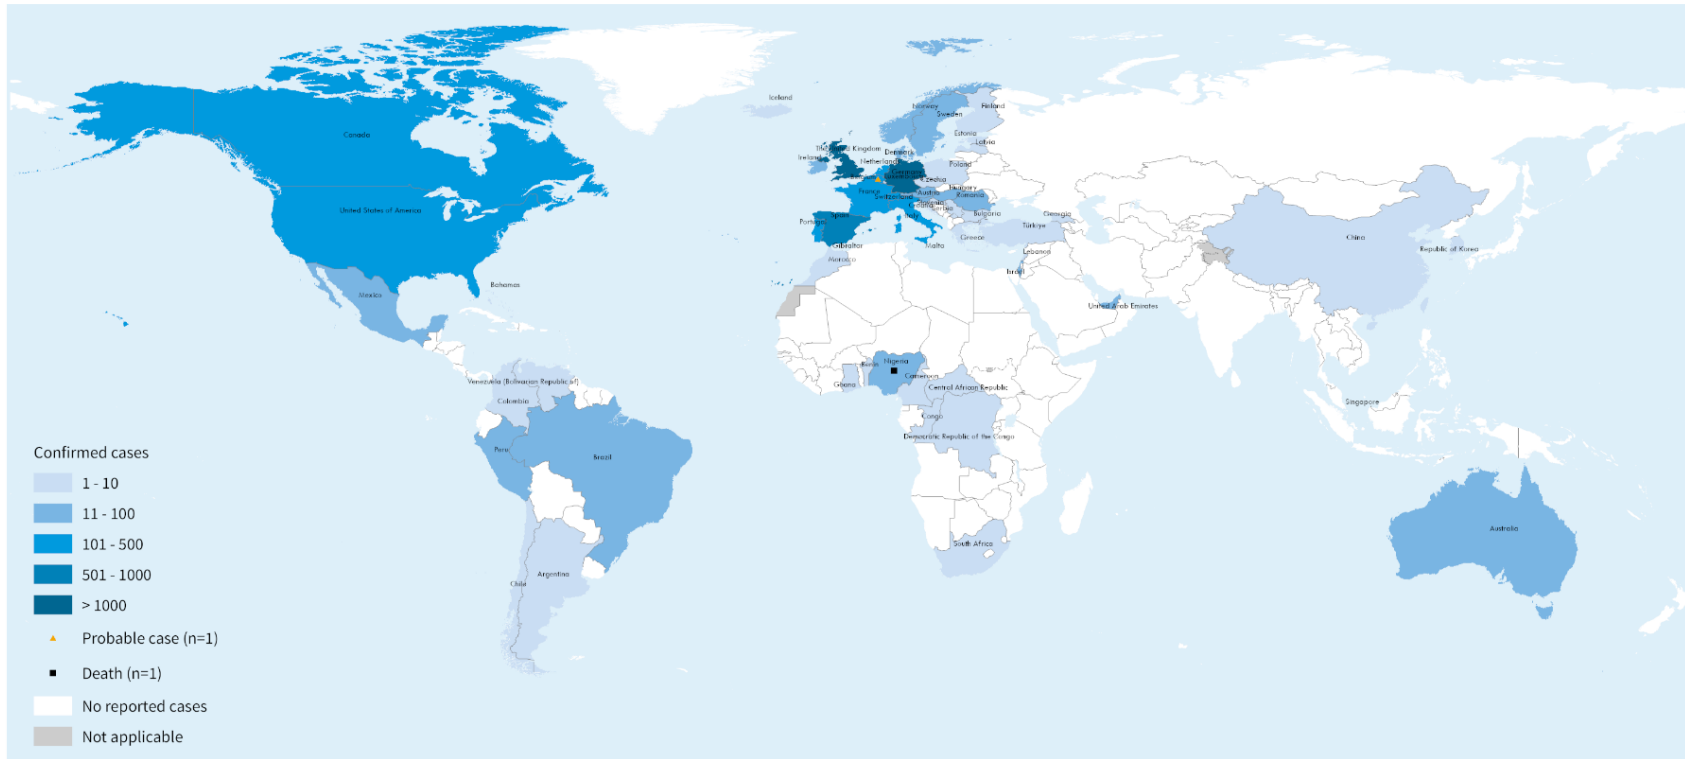 Iceland
Norway
Finland
Sweden
Estonia
Canada
Latvia
The United Kingdom
Denmark
Ireland
Netherlands
Poland
Germany
Czechia
Hungary
France
Austria
Switzerland
Romania
United States of America
Spain
Italy
Bulgaria
Georgia
Portugal
Türkiye
Greece
China
Gibraltar
Malta
Republic of Korea
Morocco
Lebanon
Israel
Bahamas
Mexico
United Arab Emirates
Nigeria
Benin
Cameroon
Venezuela (Bolivarian Republic of)
Ghana
Central African Republic
Colombia
Singapore
Congo
Democratic Republic of the Congo
Peru
Brazil
Australia
South Africa
Chile
Argentina
Confirmed cases
1 - 10
11 - 100
101 - 500
501 - 1000
> 1000
Probable case (n=1)
Death (n=1)
No reported cases
Not applicable